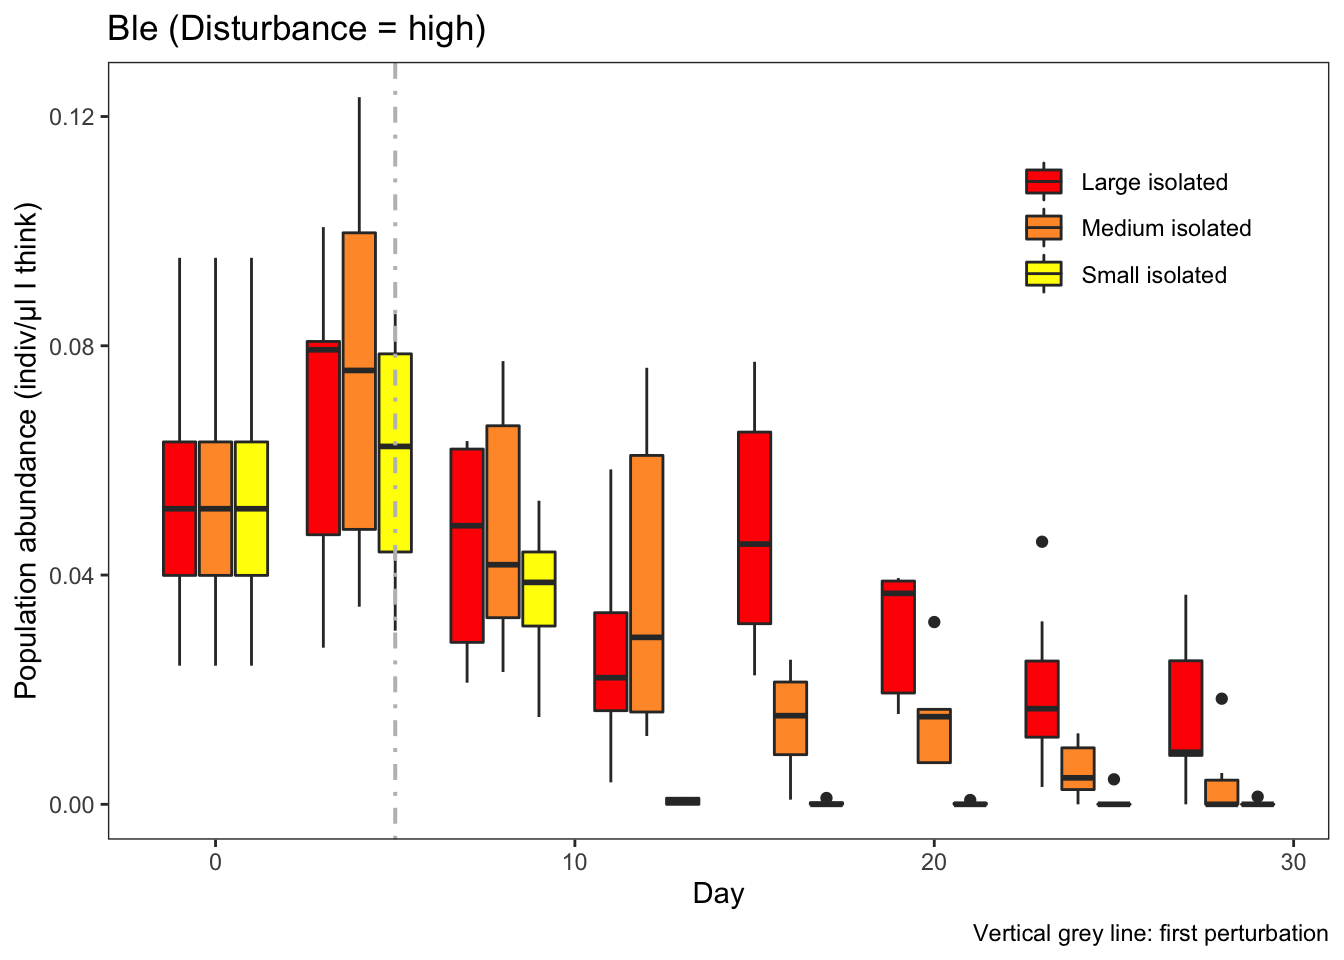 Ble (Disturbance = high)
Population abundance (indiv/µl I think)
0.12
0.08
0.04
0.00
Large isolated
Medium isolated
Small isolated
0
10
20
30
Day
Vertical grey line: first perturbation